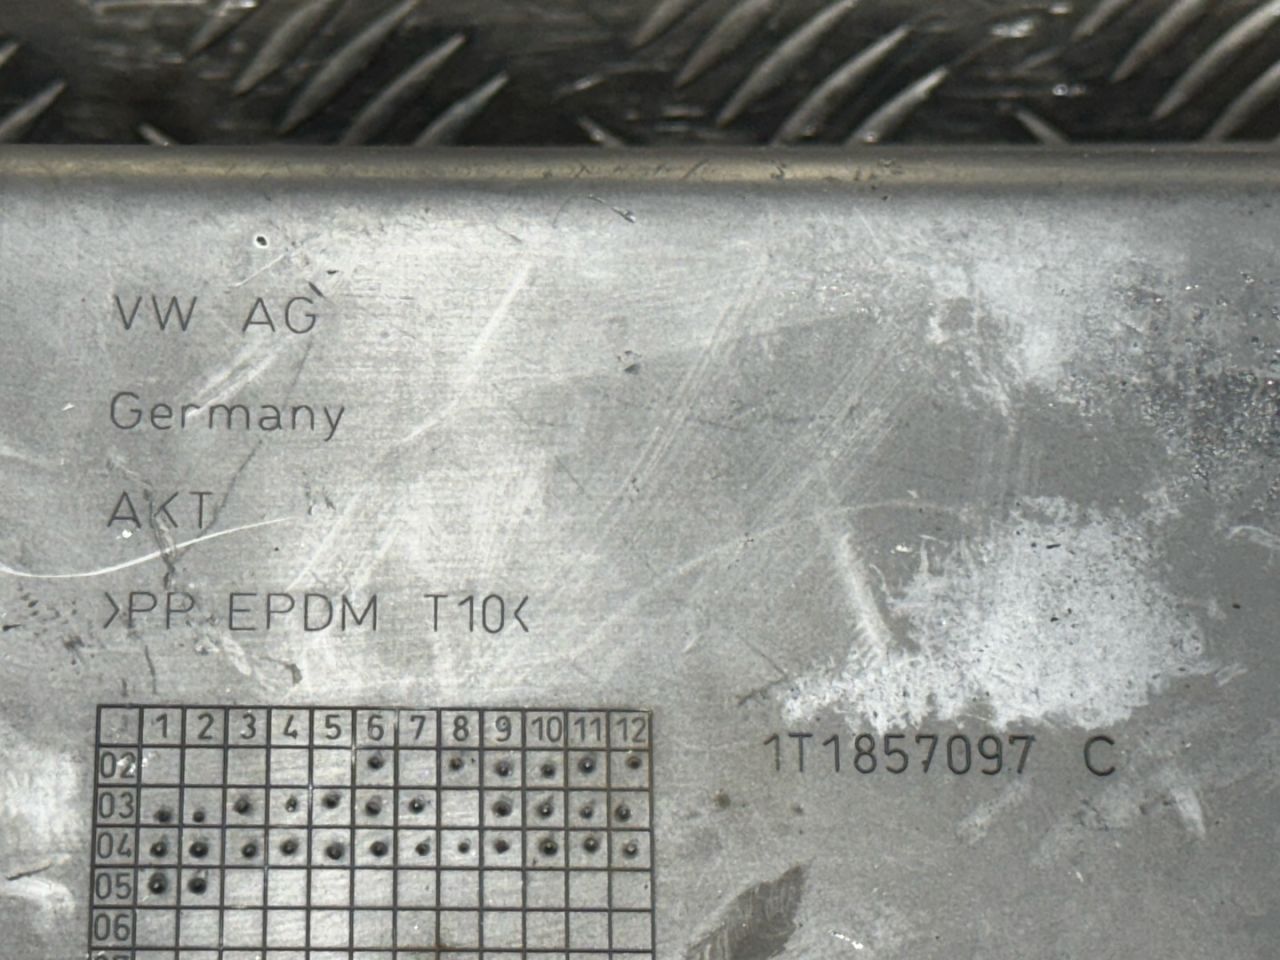 VW AG
Germany
AKT
>PP EPDM T10<
1 2 3 4 5 6 7 8 9 10 11 12
02
03
04
05
06
1T1857097 C